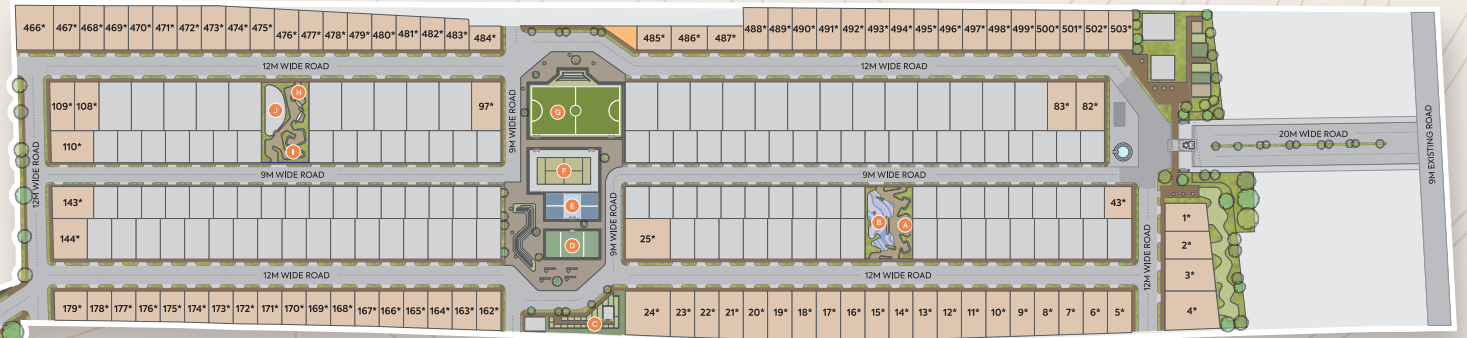 466* 467* 468* 469* 470* 471* 472* 473* 474* 475* 476* 477* 478* 479* 480* 481* 482* 483* 484* 485* 486* 487* 488* 489* 490* 491* 492* 493* 494* 495* 496* 497* 498* 499* 500* 501* 502* 503*
12M WIDE ROAD 12M WIDE ROAD
109* 108* J H 97* 9M WIDE ROAD G 83* 82*
110* I
20M WIDE ROAD
9M EXISTING ROAD
12M WIDE ROAD
9M WIDE ROAD F 9M WIDE ROAD
143* E 43*
144* D 9M WIDE ROAD 25* B A
1*
2*
3*
4*
12M WIDE ROAD 12M WIDE ROAD
12M WIDE ROAD
179* 178* 177* 176* 175* 174* 173* 172* 171* 170* 169* 168* 167* 166* 165* 164* 163* 162* C 24* 23* 22* 21* 20* 19* 18* 17* 16* 15* 14* 13* 12* 11* 10* 9* 8* 7* 6* 5*